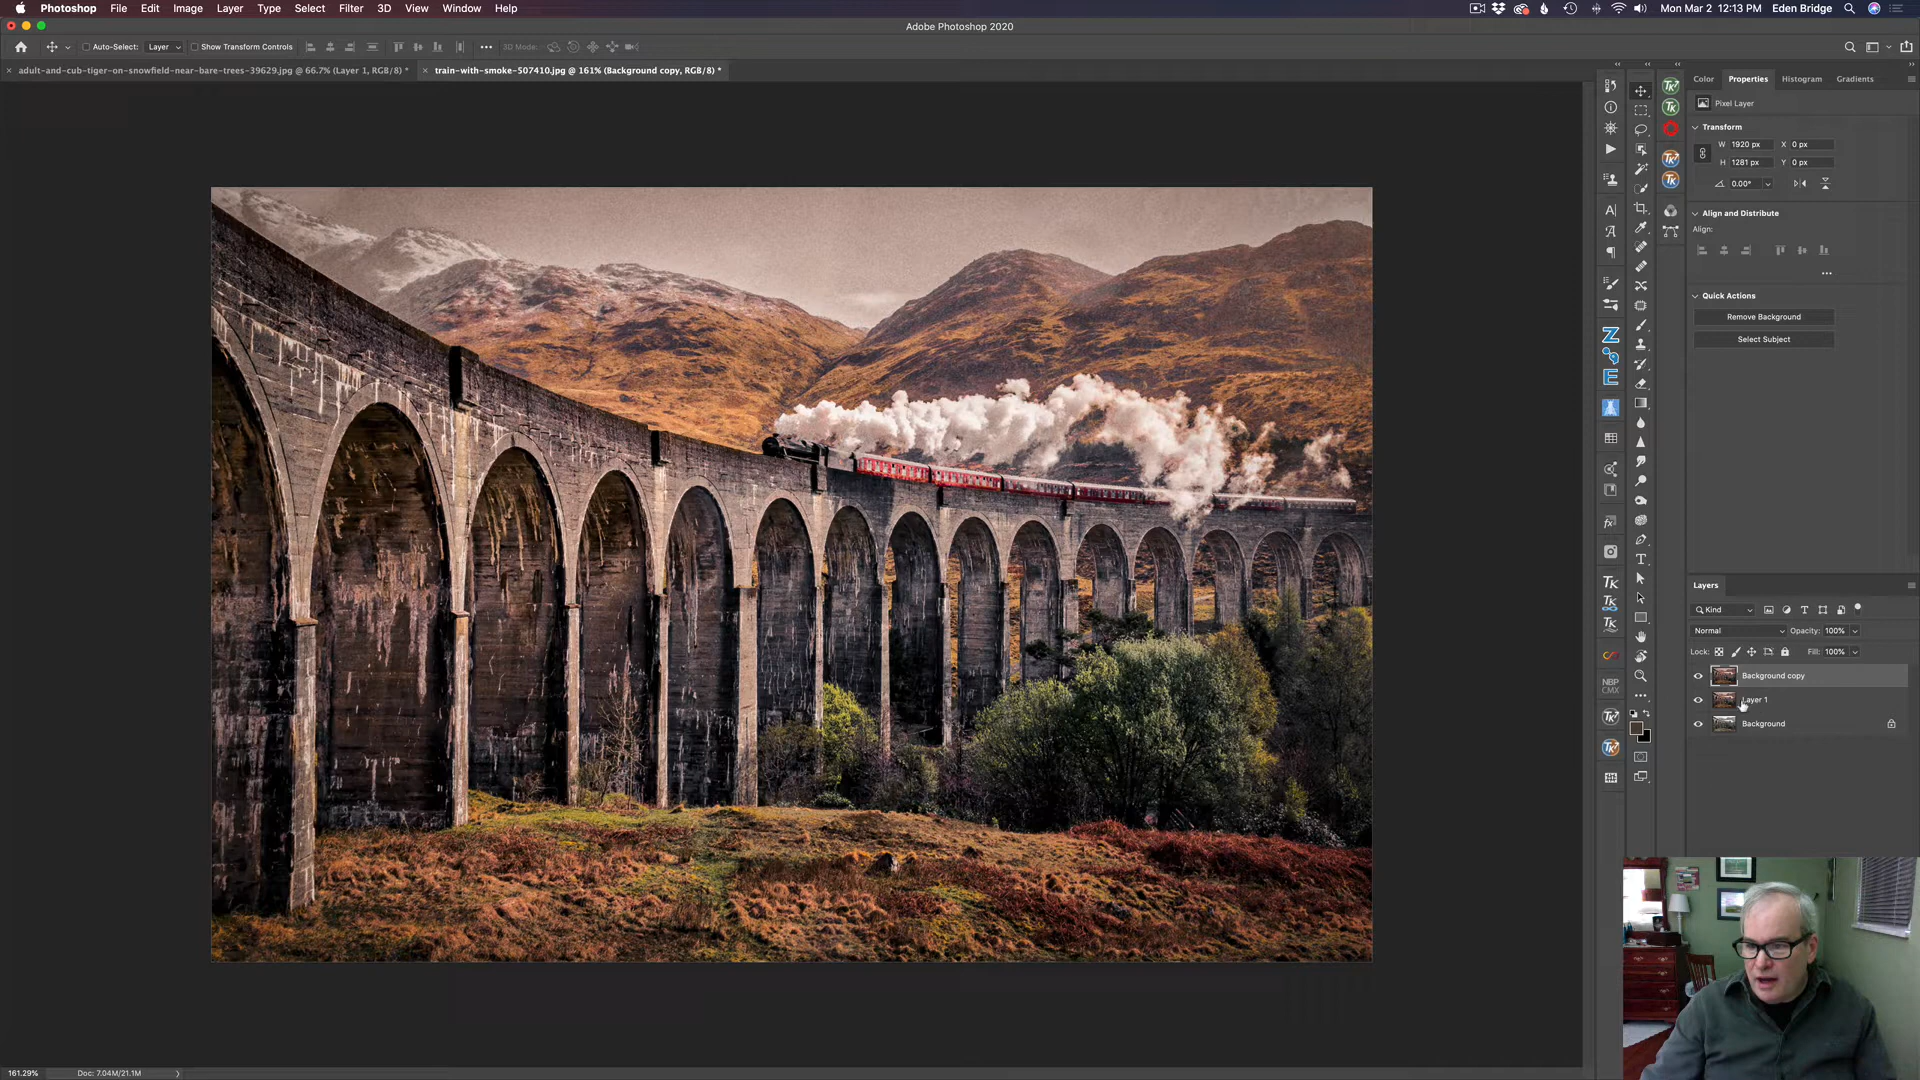 Photoshop File Edit Image Layer Type Select Filter 3D View Window Help
Mon Mar 2 12:13 PM Eden Bridge
Adobe Photoshop 2020
Auto-Select: Layer Show Transform Controls 3D Mode:
adult-and-cub-tiger-on-snowfield-near-bare-trees-39629.jpg @ 66.7% (Layer 1, RGB/8) *
train-with-smoke-507410.jpg @ 161% (Background copy, RGB/8) *
Color Properties Histogram Gradients
Pixel Layer
Transform
W 1920 px X 0 px
H 1281 px Y 0 px
0.00°
Align and Distribute
Align:
Quick Actions
Remove Background
Select Subject
Layers
Kind
Normal Opacity: 100%
Lock: Fill: 100%
Background copy
Layer 1
Background
NBP
CMX
161.29% Doc: 7.04M/21.1M